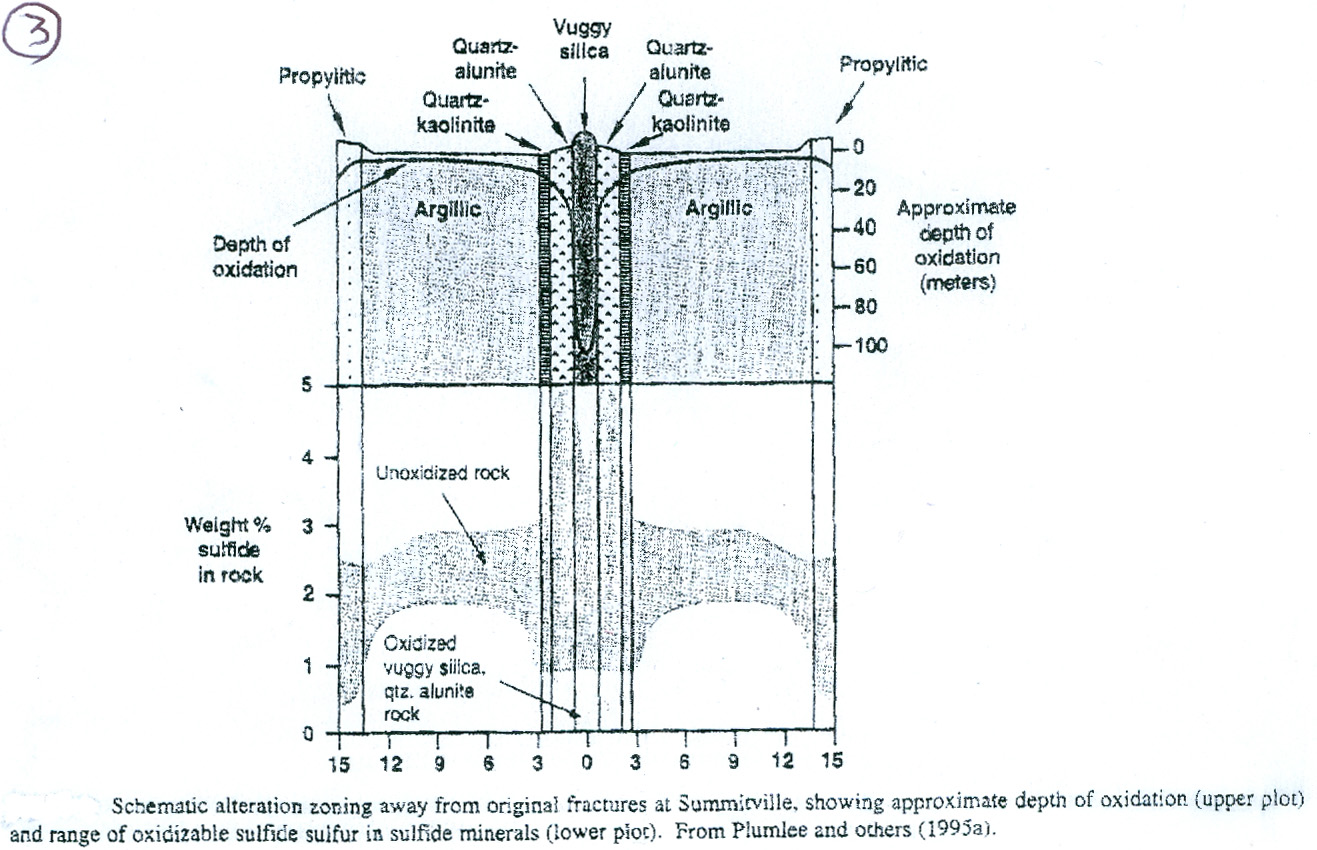 3
Vuggy
silica
Quartz-
alunite
Quartz-
alunite
Propylitic
Propylitic
Quartz-
kaolinite
Quartz-
kaolinite
0
20
40
60
80
100
Argillic
Argillic
Approximate
depth of
oxidation
(meters)
Depth of
oxidation
5
4
3
2
1
0
Unoxidized rock
Weight %
sulfide
in rock
Oxidized
vuggy silica,
qtz. alunite
rock
15 12 9 6 3 0 3 6 9 12 15
Schematic alteration zoning away from original fractures at Summitville, showing approximate depth of oxidation (upper plot)
and range of oxidizable sulfide sulfur in sulfide minerals (lower plot). From Plumlee and others (1995a).